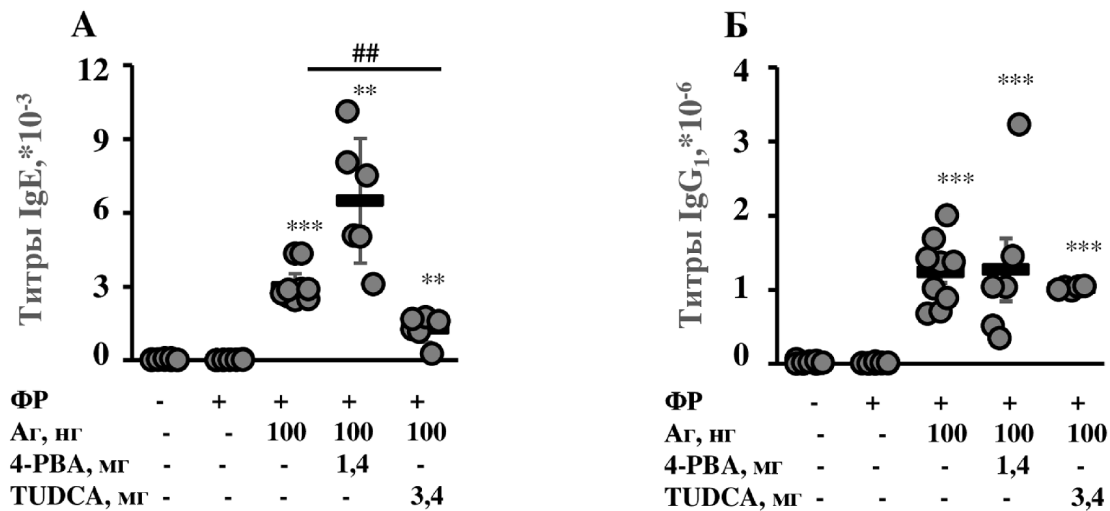 А
Б
##
Титры IgE,*10⁻³
12
9
6
3
0
**
***
**
Титры IgG₁,*10⁻⁶
4
3
2
1
0
***
***
***
ФР - + + + +
Аг, нг - - 100 100 100
4-PBA, мг - - - 1,4 -
TUDCA, мг - - - - 3,4
ФР - + + + +
Аг, нг - - 100 100 100
4-PBA, мг - - - 1,4 -
TUDCA, мг - - - - 3,4